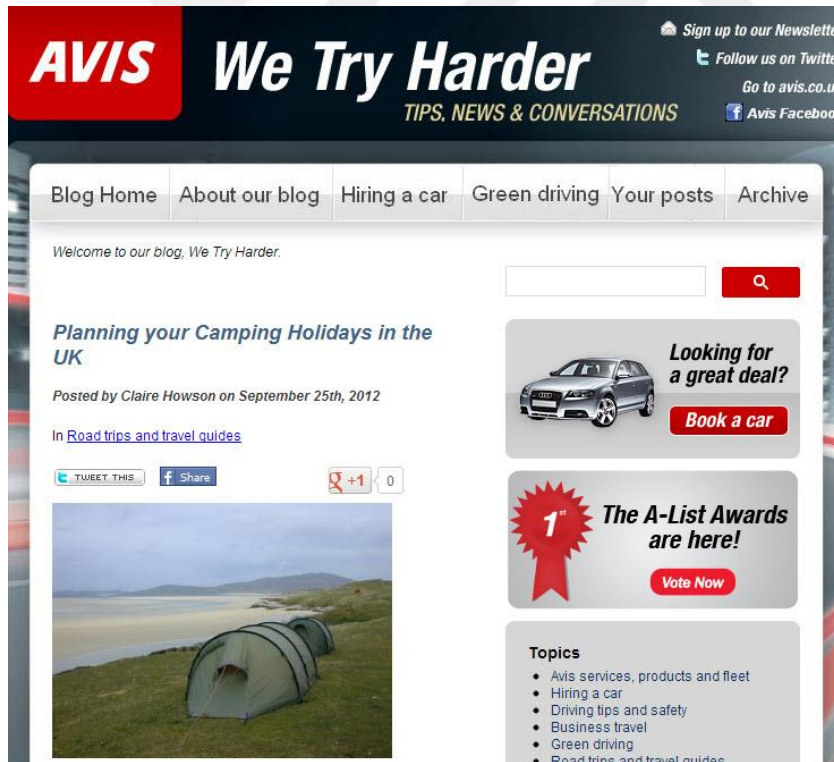 AVIS
We Try Harder
TIPS, NEWS & CONVERSATIONS
Sign up to our Newslette
Follow us on Twitte
Go to avis.co.u
Avis Faceboo
Blog Home
About our blog
Hiring a car
Green driving
Your posts
Archive
Welcome to our blog, We Try Harder.
Planning your Camping Holidays in the
UK
Posted by Claire Howson on September 25th, 2012
In Road trips and travel guides
TWEET THIS
f Share
g +1
0
Looking for
a great deal?
Book a car
1st
The A-List Awards
are here!
Vote Now
Topics
Avis services, products and fleet
Hiring a car
Driving tips and safety
Business travel
Green driving
Road trips and travel guides